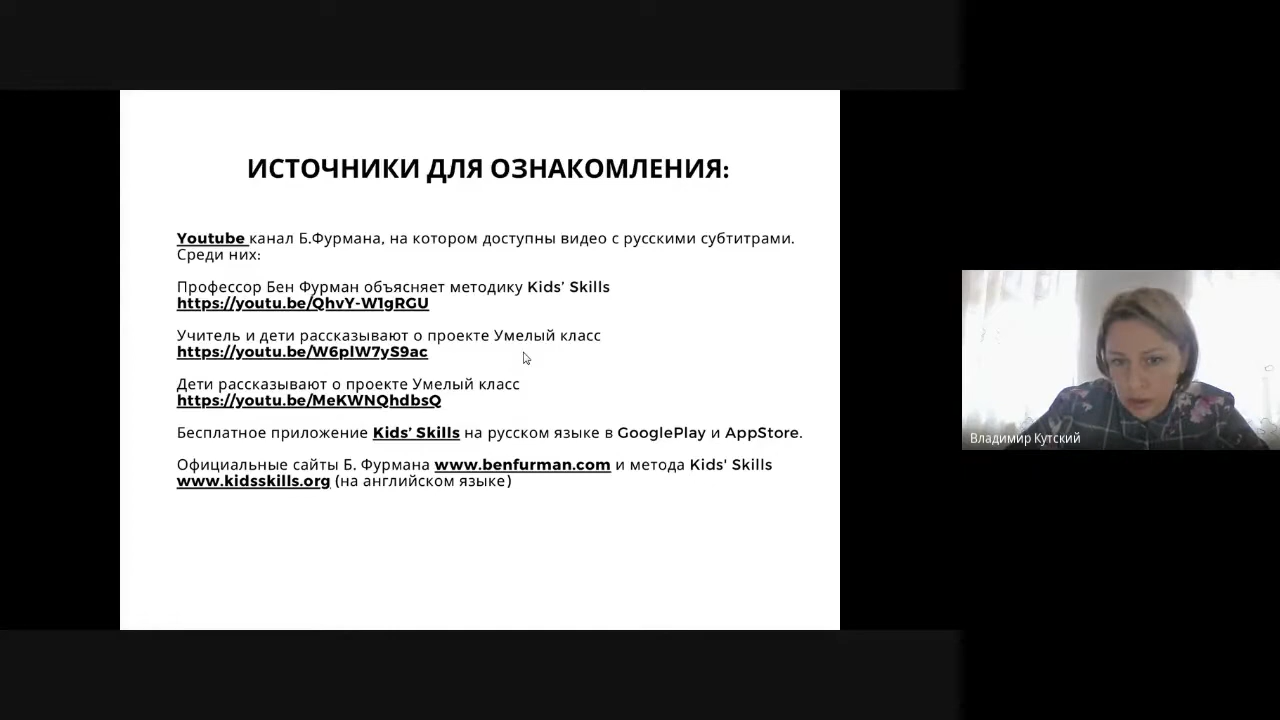 ИСТОЧНИКИ ДЛЯ ОЗНАКОМЛЕНИЯ:
Youtube канал Б.Фурмана, на котором доступны видео с русскими субтитрами.
Среди них:
Профессор Бен Фурман объясняет методику Kids’ Skills
https://youtu.be/QhvY-W1gRGU
Учитель и дети рассказывают о проекте Умелый класс
https://youtu.be/W6plW7yS9ac
Дети рассказывают о проекте Умелый класс
https://youtu.be/MeKWNQhdbsQ
Бесплатное приложение Kids’ Skills на русском языке в GooglePlay и AppStore.
Официальные сайты Б. Фурмана www.benfurman.com и метода Kids' Skills
www.kidsskills.org (на английском языке)
Владимир Кутский